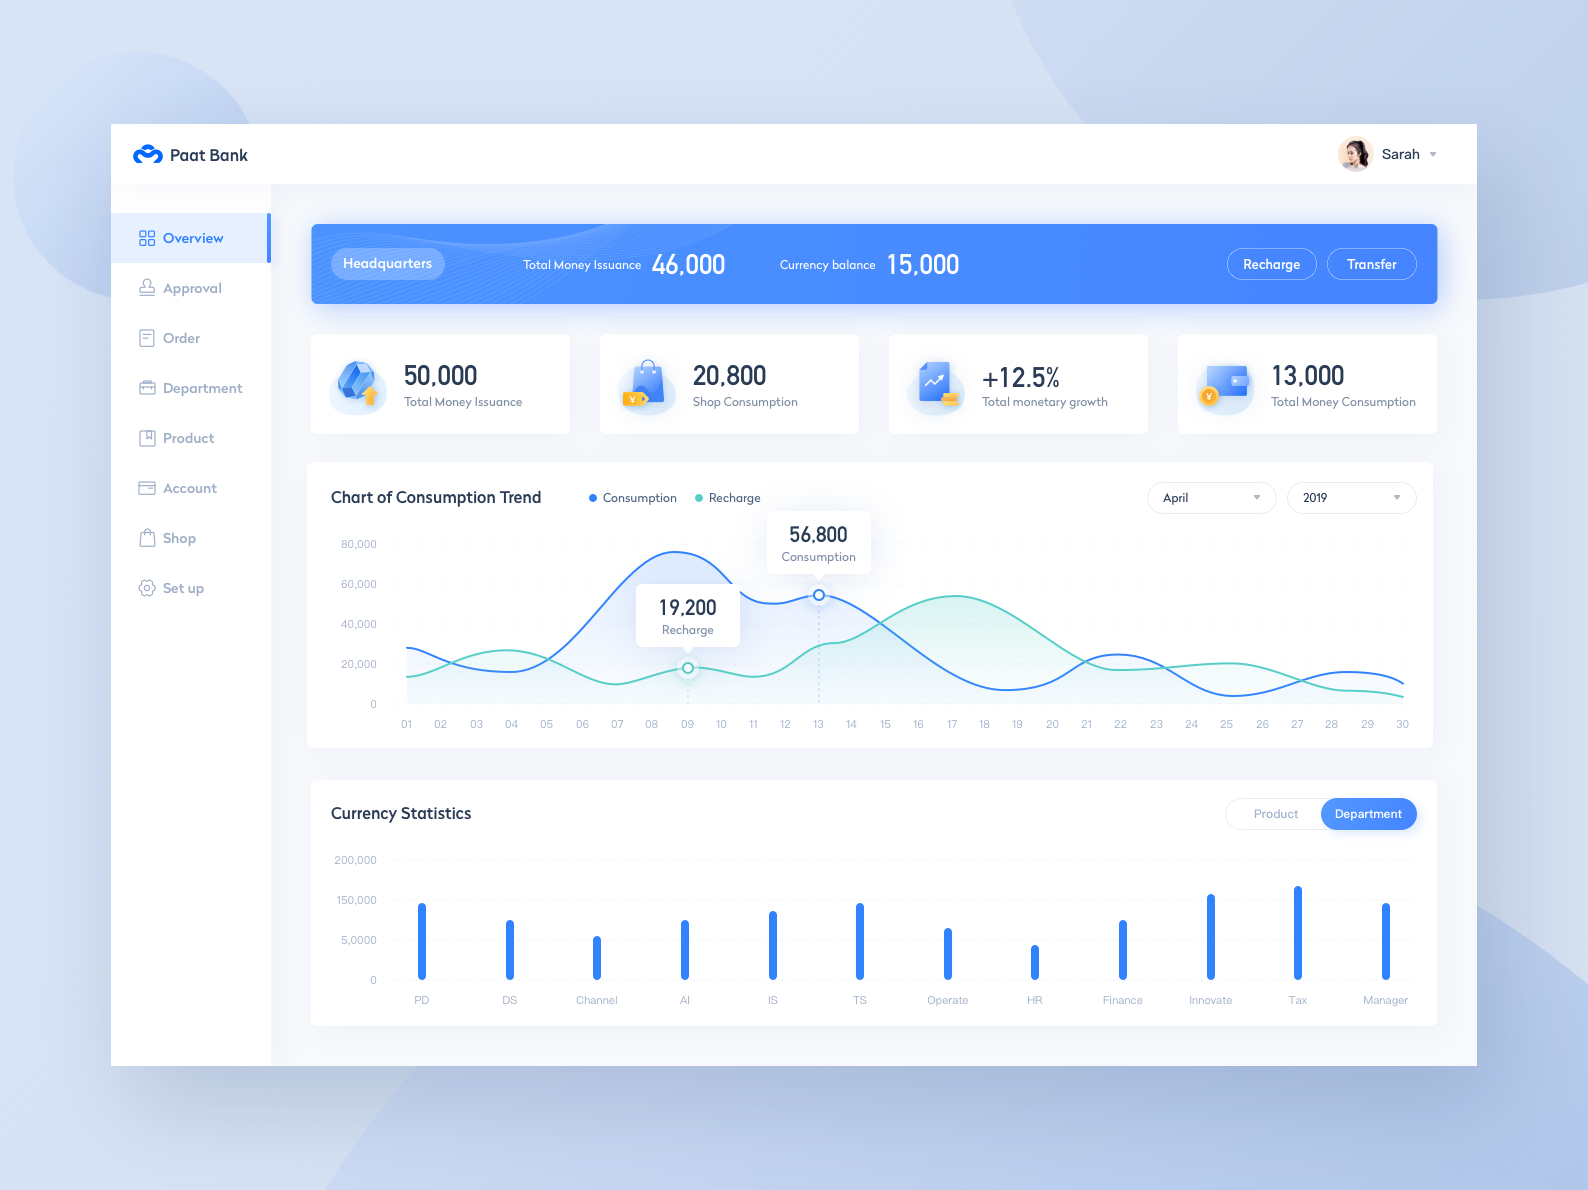 Paat Bank
Sarah
Overview
Approval
Order
Department
Product
Account
Shop
Set up
Headquarters
Total Money Issuance 46,000
Currency balance 15,000
Recharge
Transfer
50,000
Total Money Issuance
¥
20,800
Shop Consumption
+12.5%
Total monetary growth
¥
13,000
Total Money Consumption
Chart of Consumption Trend
Consumption
Recharge
April
2019
56,800
Consumption
19,200
Recharge
80,000
60,000
40,000
20,000
0
01 02 03 04 05 06 07 08 09 10 11 12 13 14 15 16 17 18 19 20 21 22 23 24 25 26 27 28 29 30
Currency Statistics
Product
Department
200,000
150,000
5,0000
0
PD DS Channel AI IS TS Operate HR Finance Innovate Tax Manager